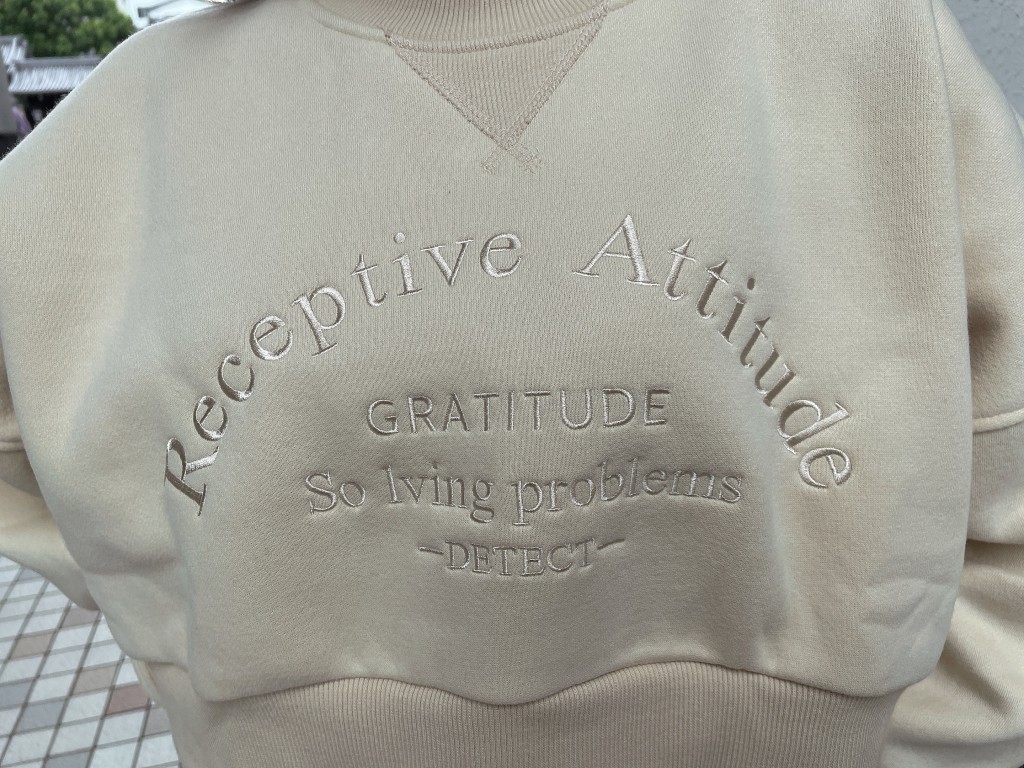 Receptive Attitude
GRATITUDE
So lving problems
-DETECT-